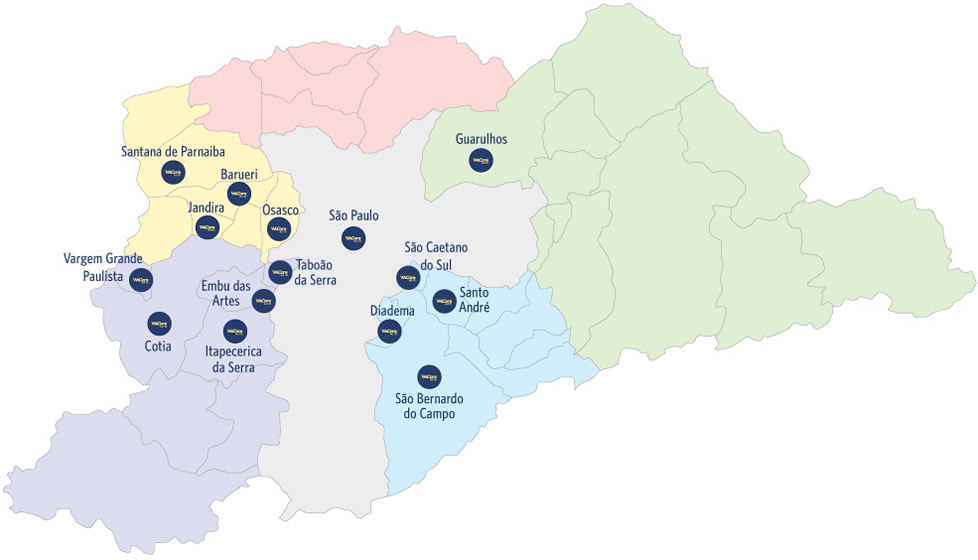 Guarulhos
Santana de Parnaiba
Barueri
Jandira
Osasco
São Paulo
São Caetano
do Sul
Vargem Grande
Paulista
Taboão
da Serra
Embu das
Artes
Santo
André
Diadema
Cotia
Itapecerica
da Serra
São Bernardo
do Campo